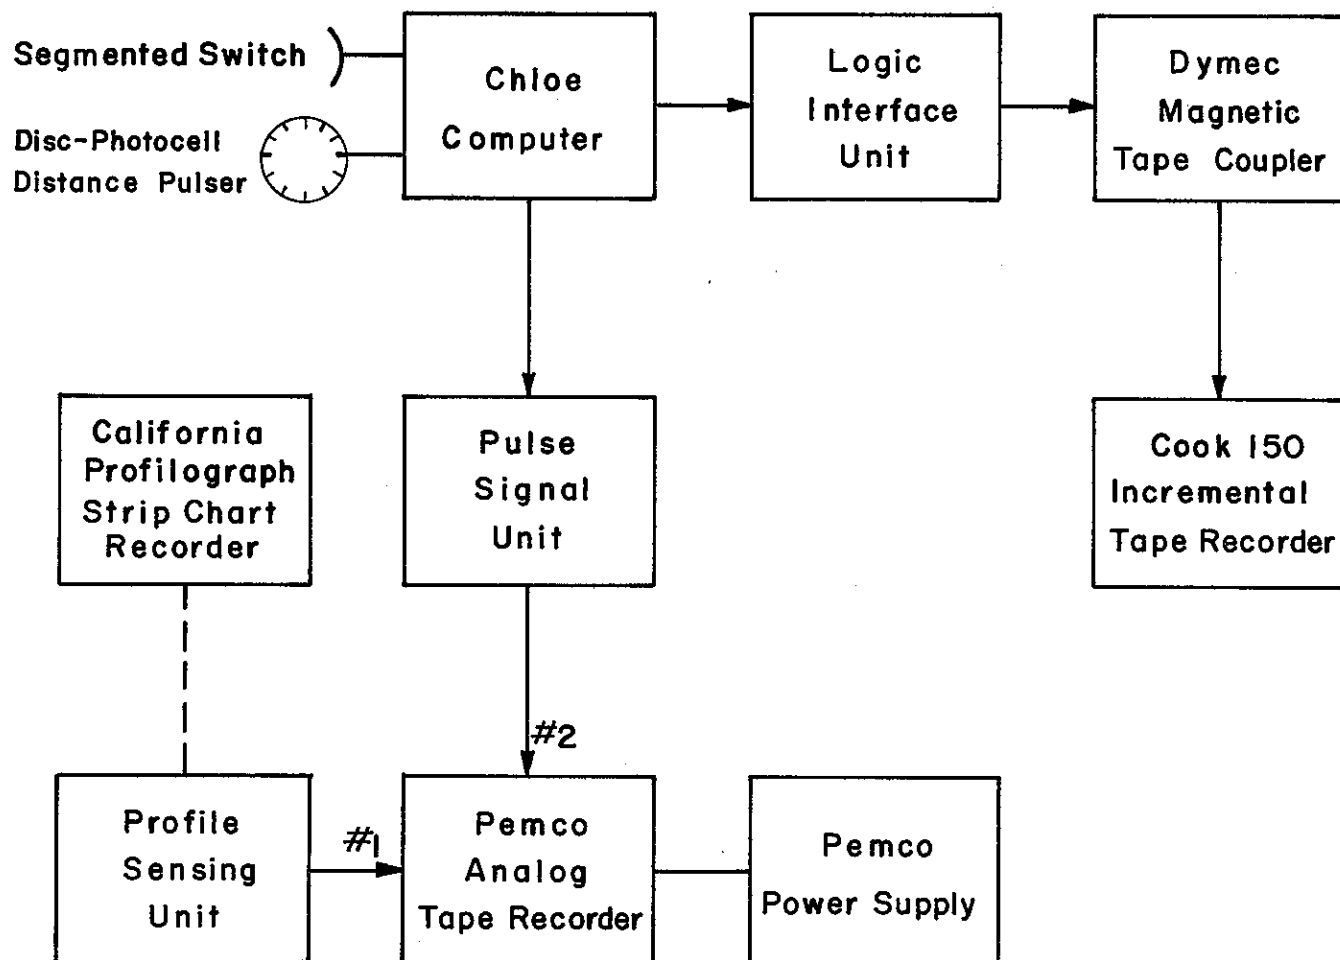 Segmented Switch
Disc-Photocell
Distance Pulser
Chloe
Computer
Logic
Interface
Unit
Dymec
Magnetic
Tape Coupler
California
Profilograph
Strip Chart
Recorder
Pulse
Signal
Unit
Cook 150
Incremental
Tape Recorder
#2
Profile
Sensing
Unit
#1
Pemco
Analog
Tape Recorder
Pemco
Power Supply